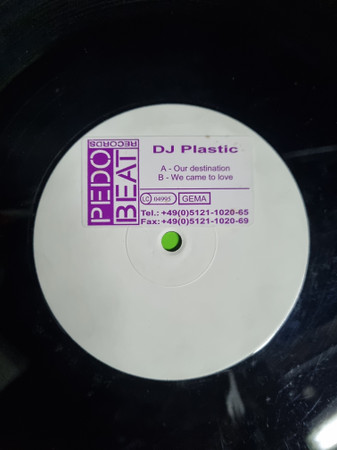 PEDO
BEAT
RECORDS
DJ Plastic
A - Our destination
B - We came to love
LC 04995 GEMA
Tel.: +49(0)5121-1020-65
Fax: +49(0)5121-1020-69